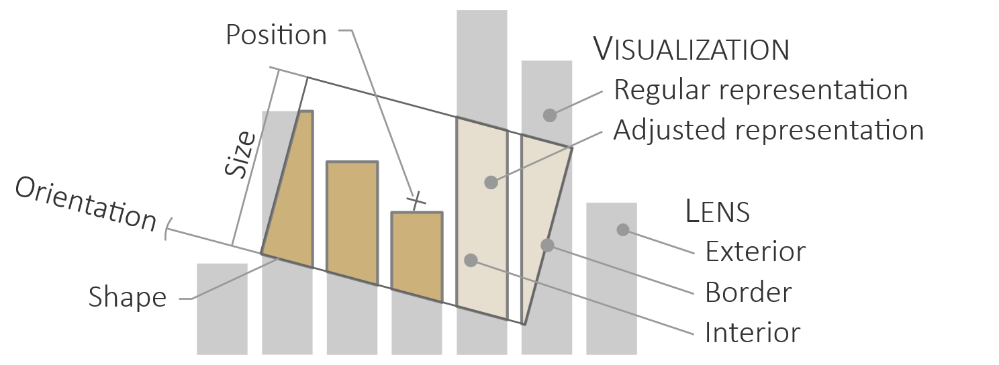 Position
VISUALIZATION
Regular representation
Adjusted representation
Size
Orientation
LENS
Exterior
Shape
Border
Interior